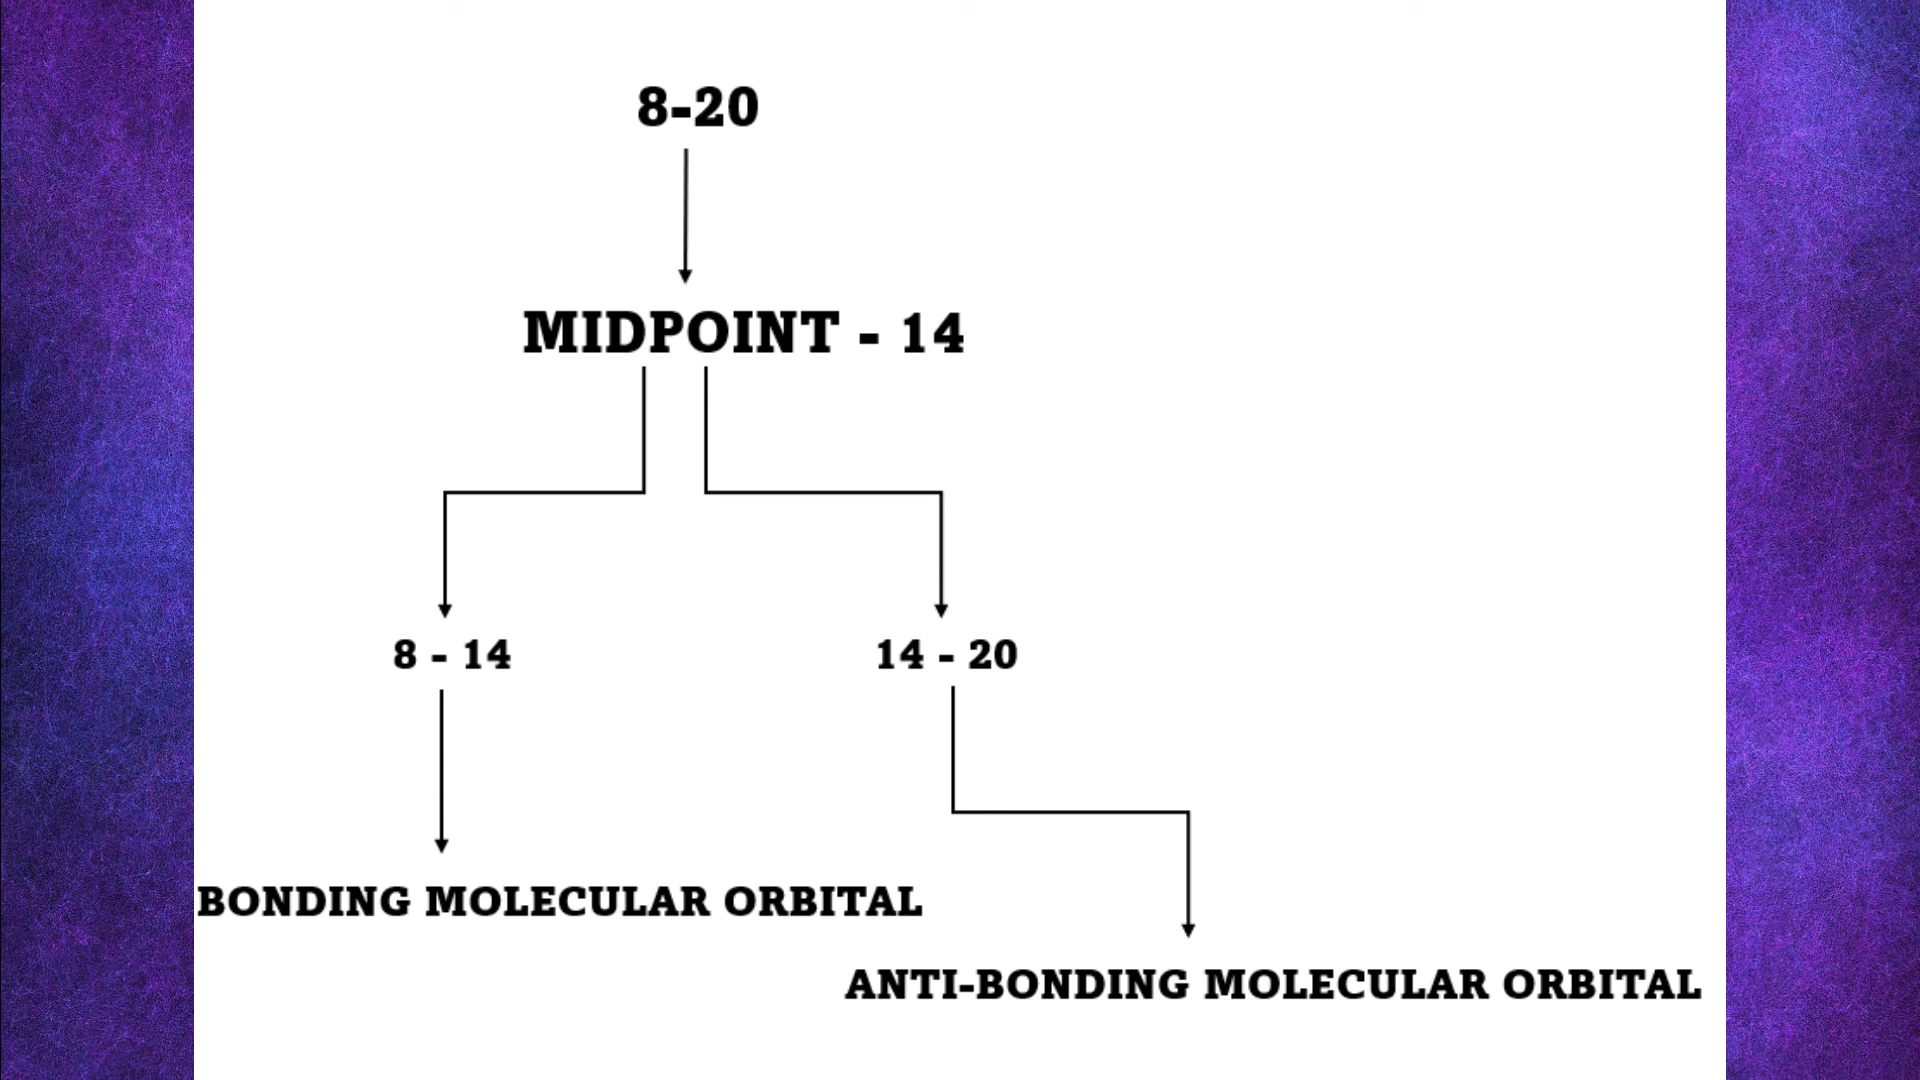 8-20
MIDPOINT - 14
8 - 14
14 - 20
BONDING MOLECULAR ORBITAL
ANTI-BONDING MOLECULAR ORBITAL